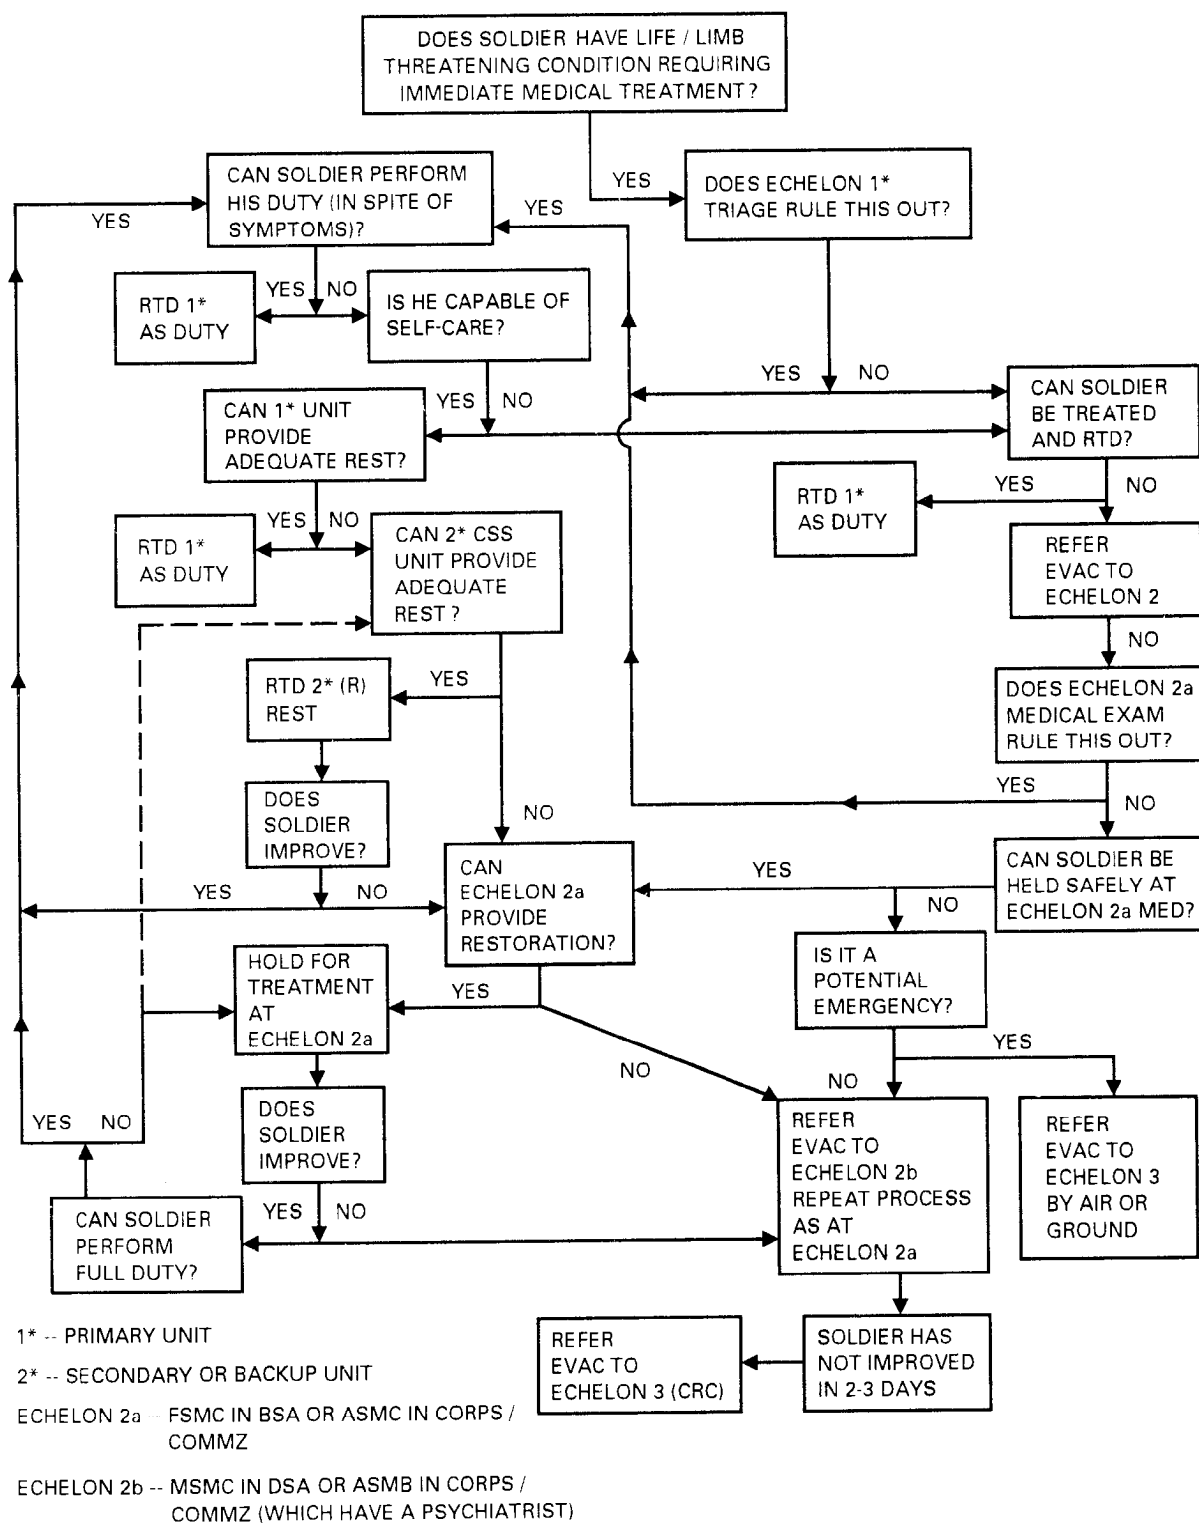 DOES SOLDIER HAVE LIFE / LIMB
THREATENING CONDITION REQUIRING
IMMEDIATE MEDICAL TREATMENT?
CAN SOLDIER PERFORM
HIS DUTY (IN SPITE OF
SYMPTOMS)?
YES
DOES ECHELON 1*
TRIAGE RULE THIS OUT?
YES
YES
YES NO
RTD 1*
AS DUTY
IS HE CAPABLE OF
SELF-CARE?
YES NO
CAN SOLDIER
BE TREATED
AND RTD?
YES NO
CAN 1* UNIT
PROVIDE
ADEQUATE REST?
YES NO
RTD 1*
AS DUTY
YES NO
RTD 1*
AS DUTY
CAN 2* CSS
UNIT PROVIDE
ADEQUATE
REST?
REFER
EVAC TO
ECHELON 2
NO
YES
RTD 2* (R)
REST
DOES ECHELON 2a
MEDICAL EXAM
RULE THIS OUT?
YES
NO
DOES
SOLDIER
IMPROVE?
NO
CAN
ECHELON 2a
PROVIDE
RESTORATION?
YES
NO
CAN SOLDIER BE
HELD SAFELY AT
ECHELON 2a MED?
YES NO
IS IT A
POTENTIAL
EMERGENCY?
HOLD FOR
TREATMENT
AT
ECHELON 2a
YES
NO
YES
NO
YES NO
DOES
SOLDIER
IMPROVE?
REFER
EVAC TO
ECHELON 2b
REPEAT PROCESS
AS AT
ECHELON 2a
REFER
EVAC TO
ECHELON 3
BY AIR OR
GROUND
YES NO
CAN SOLDIER
PERFORM
FULL DUTY?
REFER
EVAC TO
ECHELON 3 (CRC)
SOLDIER HAS
NOT IMPROVED
IN 2-3 DAYS
1* -- PRIMARY UNIT
2* -- SECONDARY OR BACKUP UNIT
ECHELON 2a -- FSMC IN BSA OR ASMC IN CORPS /
COMMZ
ECHELON 2b -- MSMC IN DSA OR ASMB IN CORPS /
COMMZ (WHICH HAVE A PSYCHIATRIST)